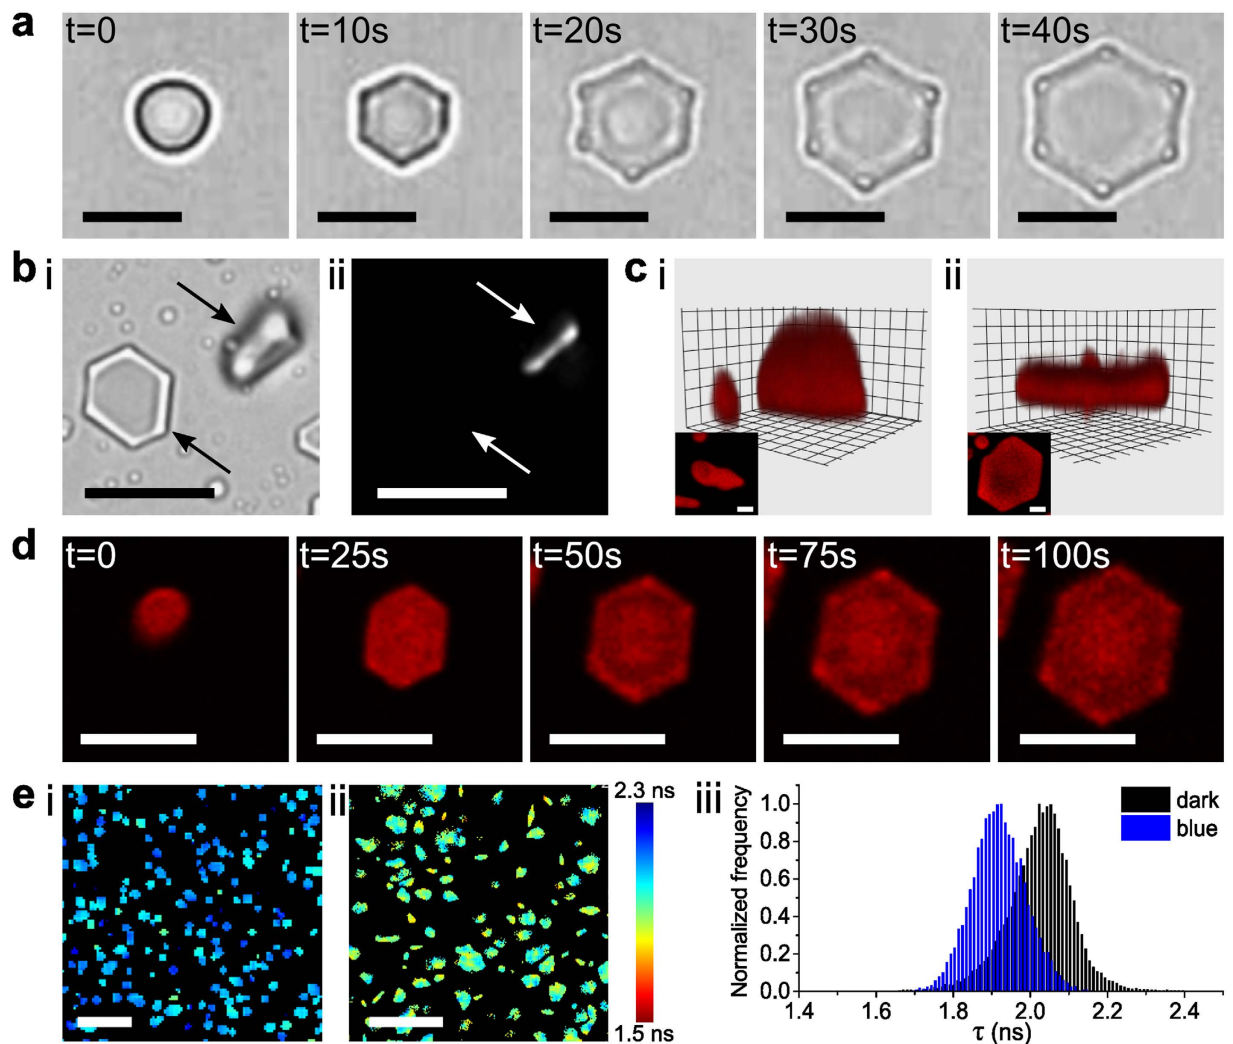 a
t=0
t=10s
t=20s
t=30s
t=40s
b i
ii
c i
ii
d
t=0
t=25s
t=50s
t=75s
t=100s
e i
ii
2.3 ns
1.5 ns
iii
Normalized frequency
1.0
0.8
0.6
0.4
0.2
0.0
1.4 1.6 1.8 2.0 2.2 2.4
τ (ns)
dark
blue